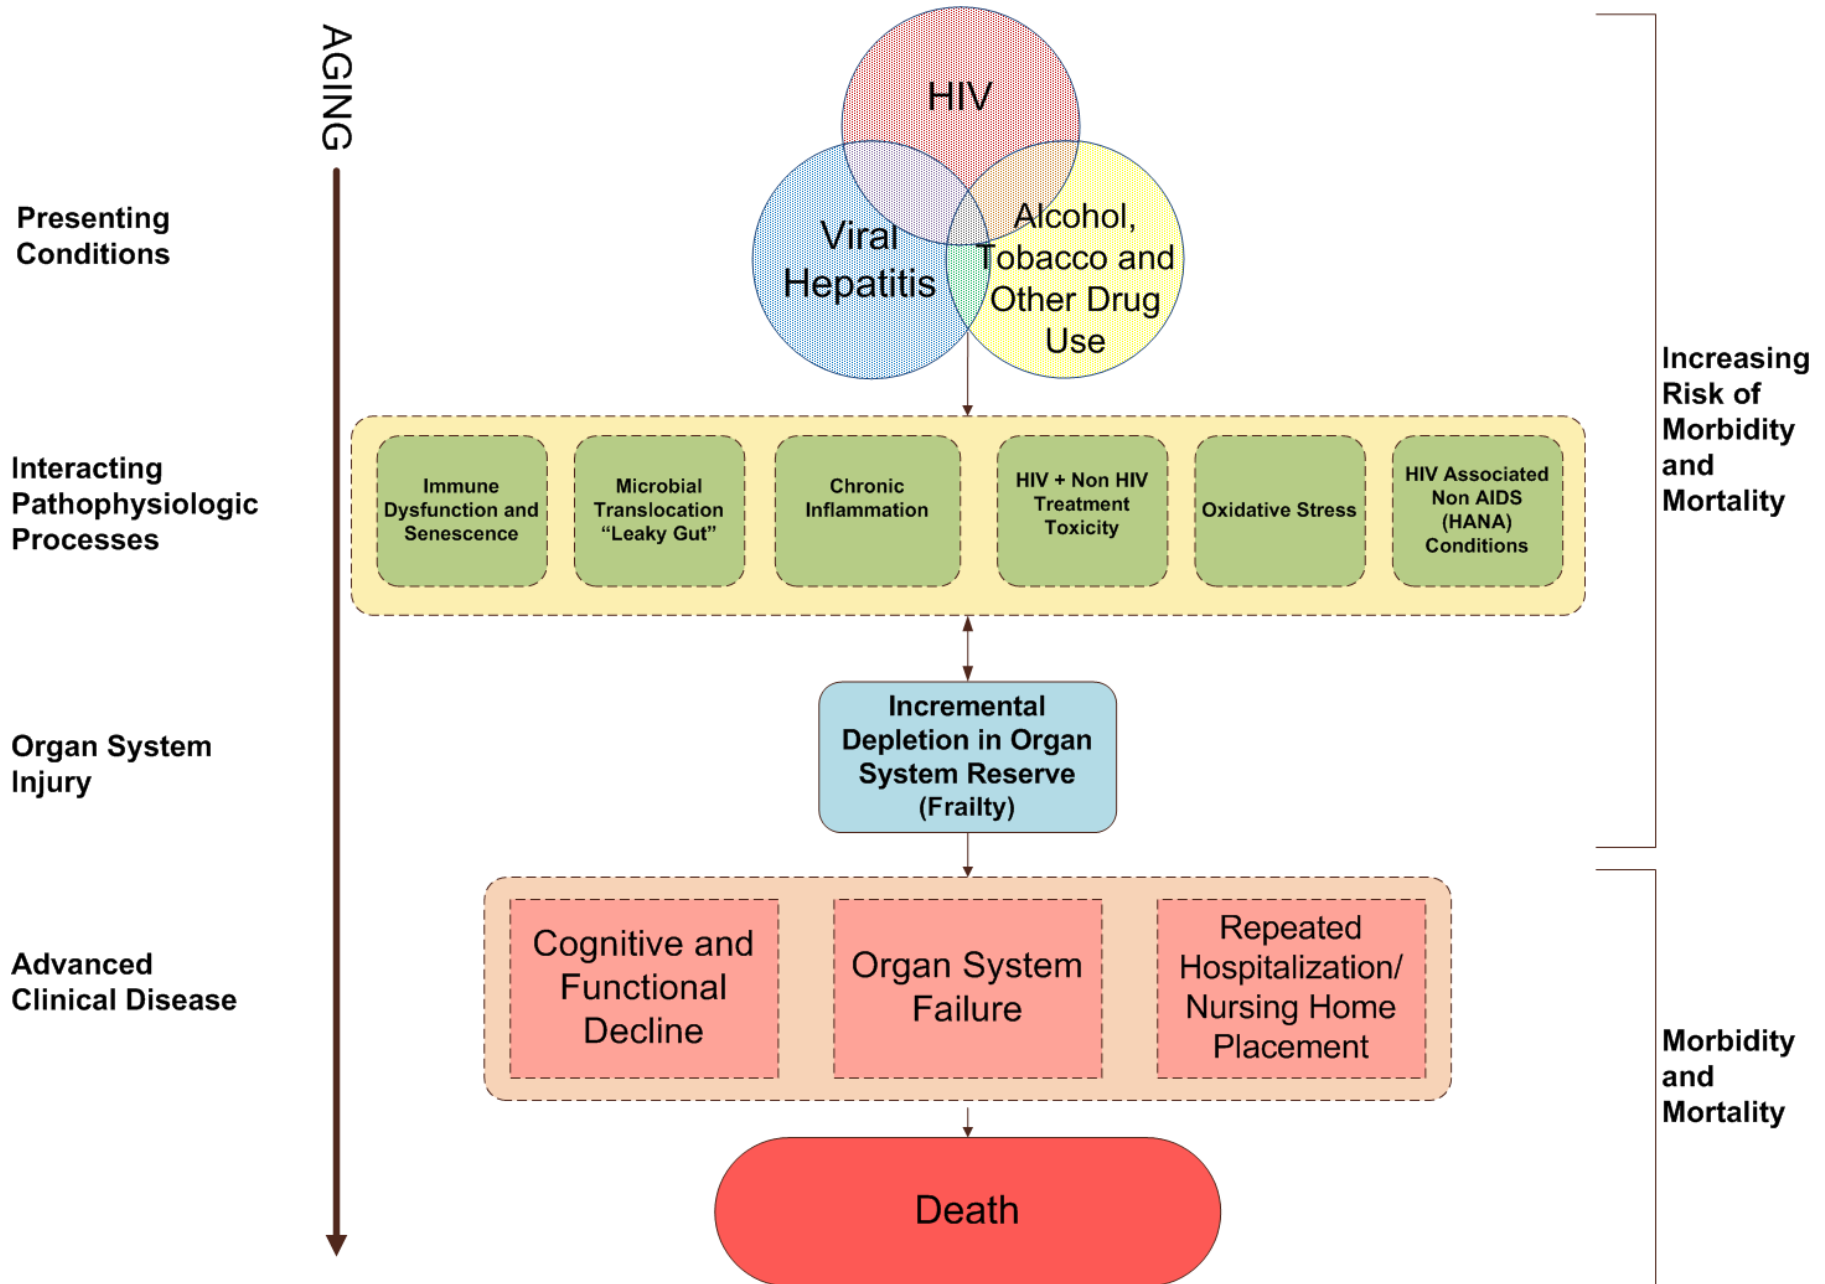 AGING
HIV
Presenting
Conditions
Viral
Hepatitis
Alcohol,
Tobacco and
Other Drug
Use
Increasing
Risk of
Morbidity
and
Mortality
Interacting
Pathophysiologic
Processes
Immune
Dysfunction and
Senescence
Microbial
Translocation
“Leaky Gut”
Chronic
Inflammation
HIV + Non HIV
Treatment
Toxicity
Oxidative Stress
HIV Associated
Non AIDS
(HANA)
Conditions
Organ System
Injury
Incremental
Depletion in Organ
System Reserve
(Frailty)
Advanced
Clinical Disease
Cognitive and
Functional
Decline
Organ System
Failure
Repeated
Hospitalization/
Nursing Home
Placement
Morbidity
and
Mortality
Death